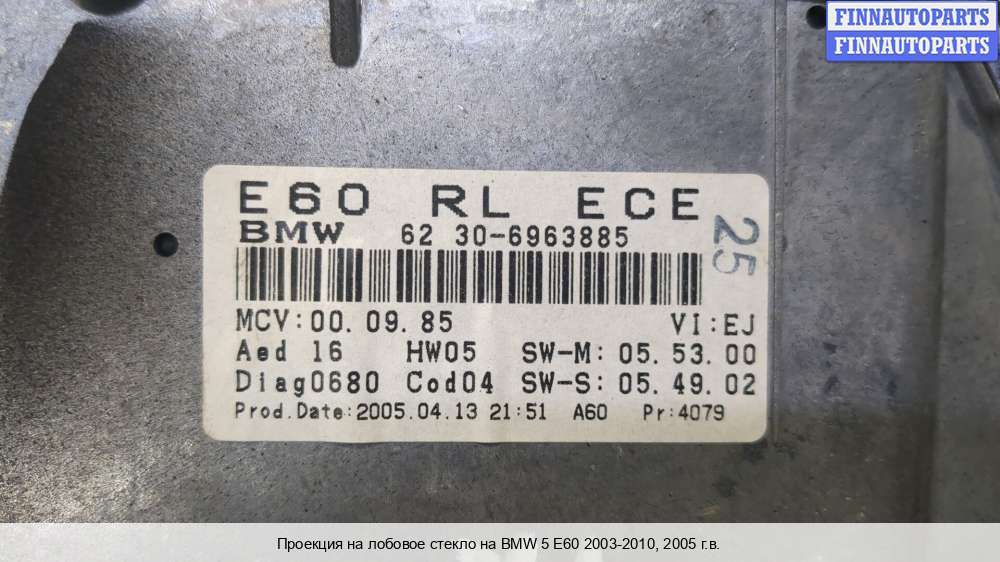 FINNAUTOPARTS
FINNAUTOPARTS
E60 RL ECE
BMW 62 30-6963885
25
MCV:00.09.85 VI:EJ
Aed 16 HW05 SW-M:05.53.00
Diag0680 Cod04 SW-S:05.49.02
Prod.Date:2005.04.13 21:51 A60 Pr:4079
Проекция на лобовое стекло на BMW 5 E60 2003-2010, 2005 г.в.